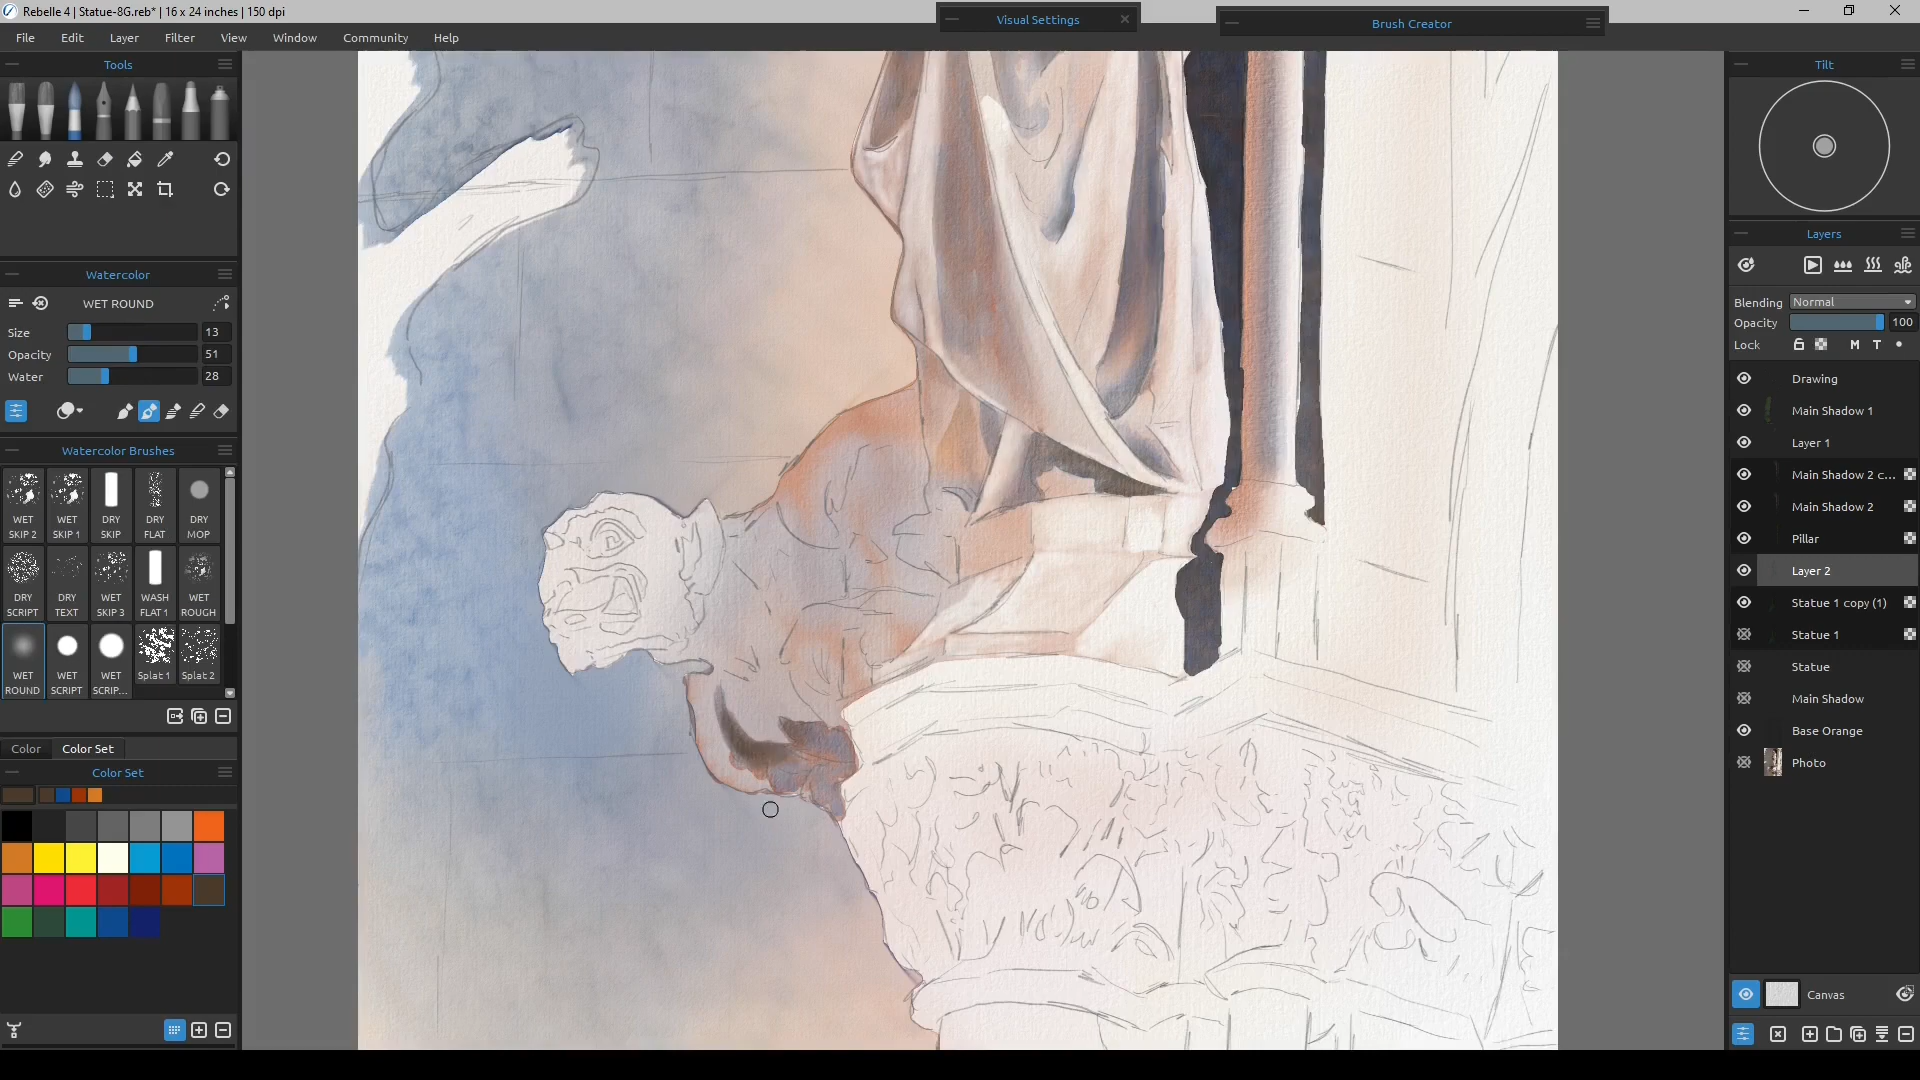 Rebelle 4 | Statue-8G.reb* | 16 x 24 inches | 150 dpi
Visual Settings
Brush Creator
File Edit Layer Filter View Window Community Help
Tools
Watercolor
WET ROUND
Size 13
Opacity 51
Water 28
Watercolor Brushes
WET SKIP 2
WET SKIP 1
DRY SKIP
DRY FLAT
DRY MOP
DRY SCRIPT
DRY TEXT
WET SKIP 3
WASH FLAT 1
WET ROUGH
WET ROUND
WET SCRIPT
WET SCRIP...
Splat 1
Splat 2
Color Color Set
Color Set
Tilt
Layers
Blending Normal
Opacity 100
Lock M T
Drawing
Main Shadow 1
Layer 1
Main Shadow 2 c...
Main Shadow 2
Pillar
Layer 2
Statue 1 copy (1)
Statue 1
Statue
Main Shadow
Base Orange
Photo
Canvas